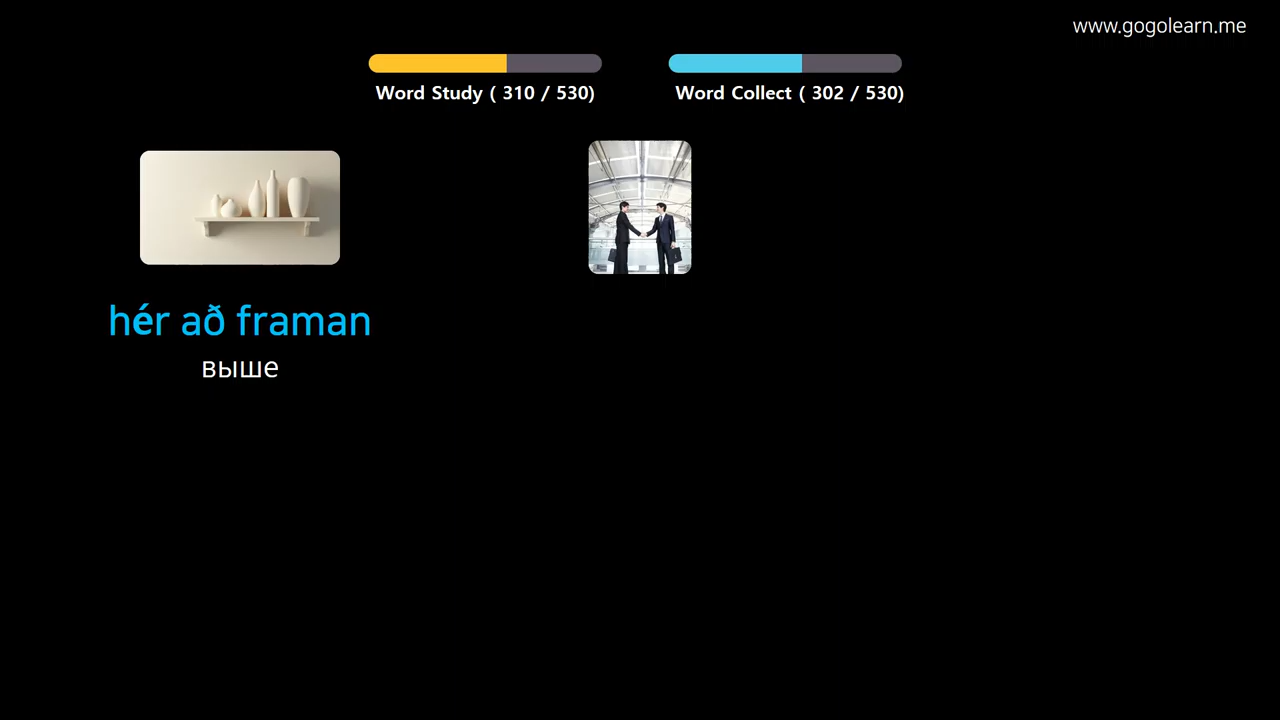 www.gogolearn.me
Word Study ( 310 / 530)
Word Collect ( 302 / 530)
hér að framan
выше